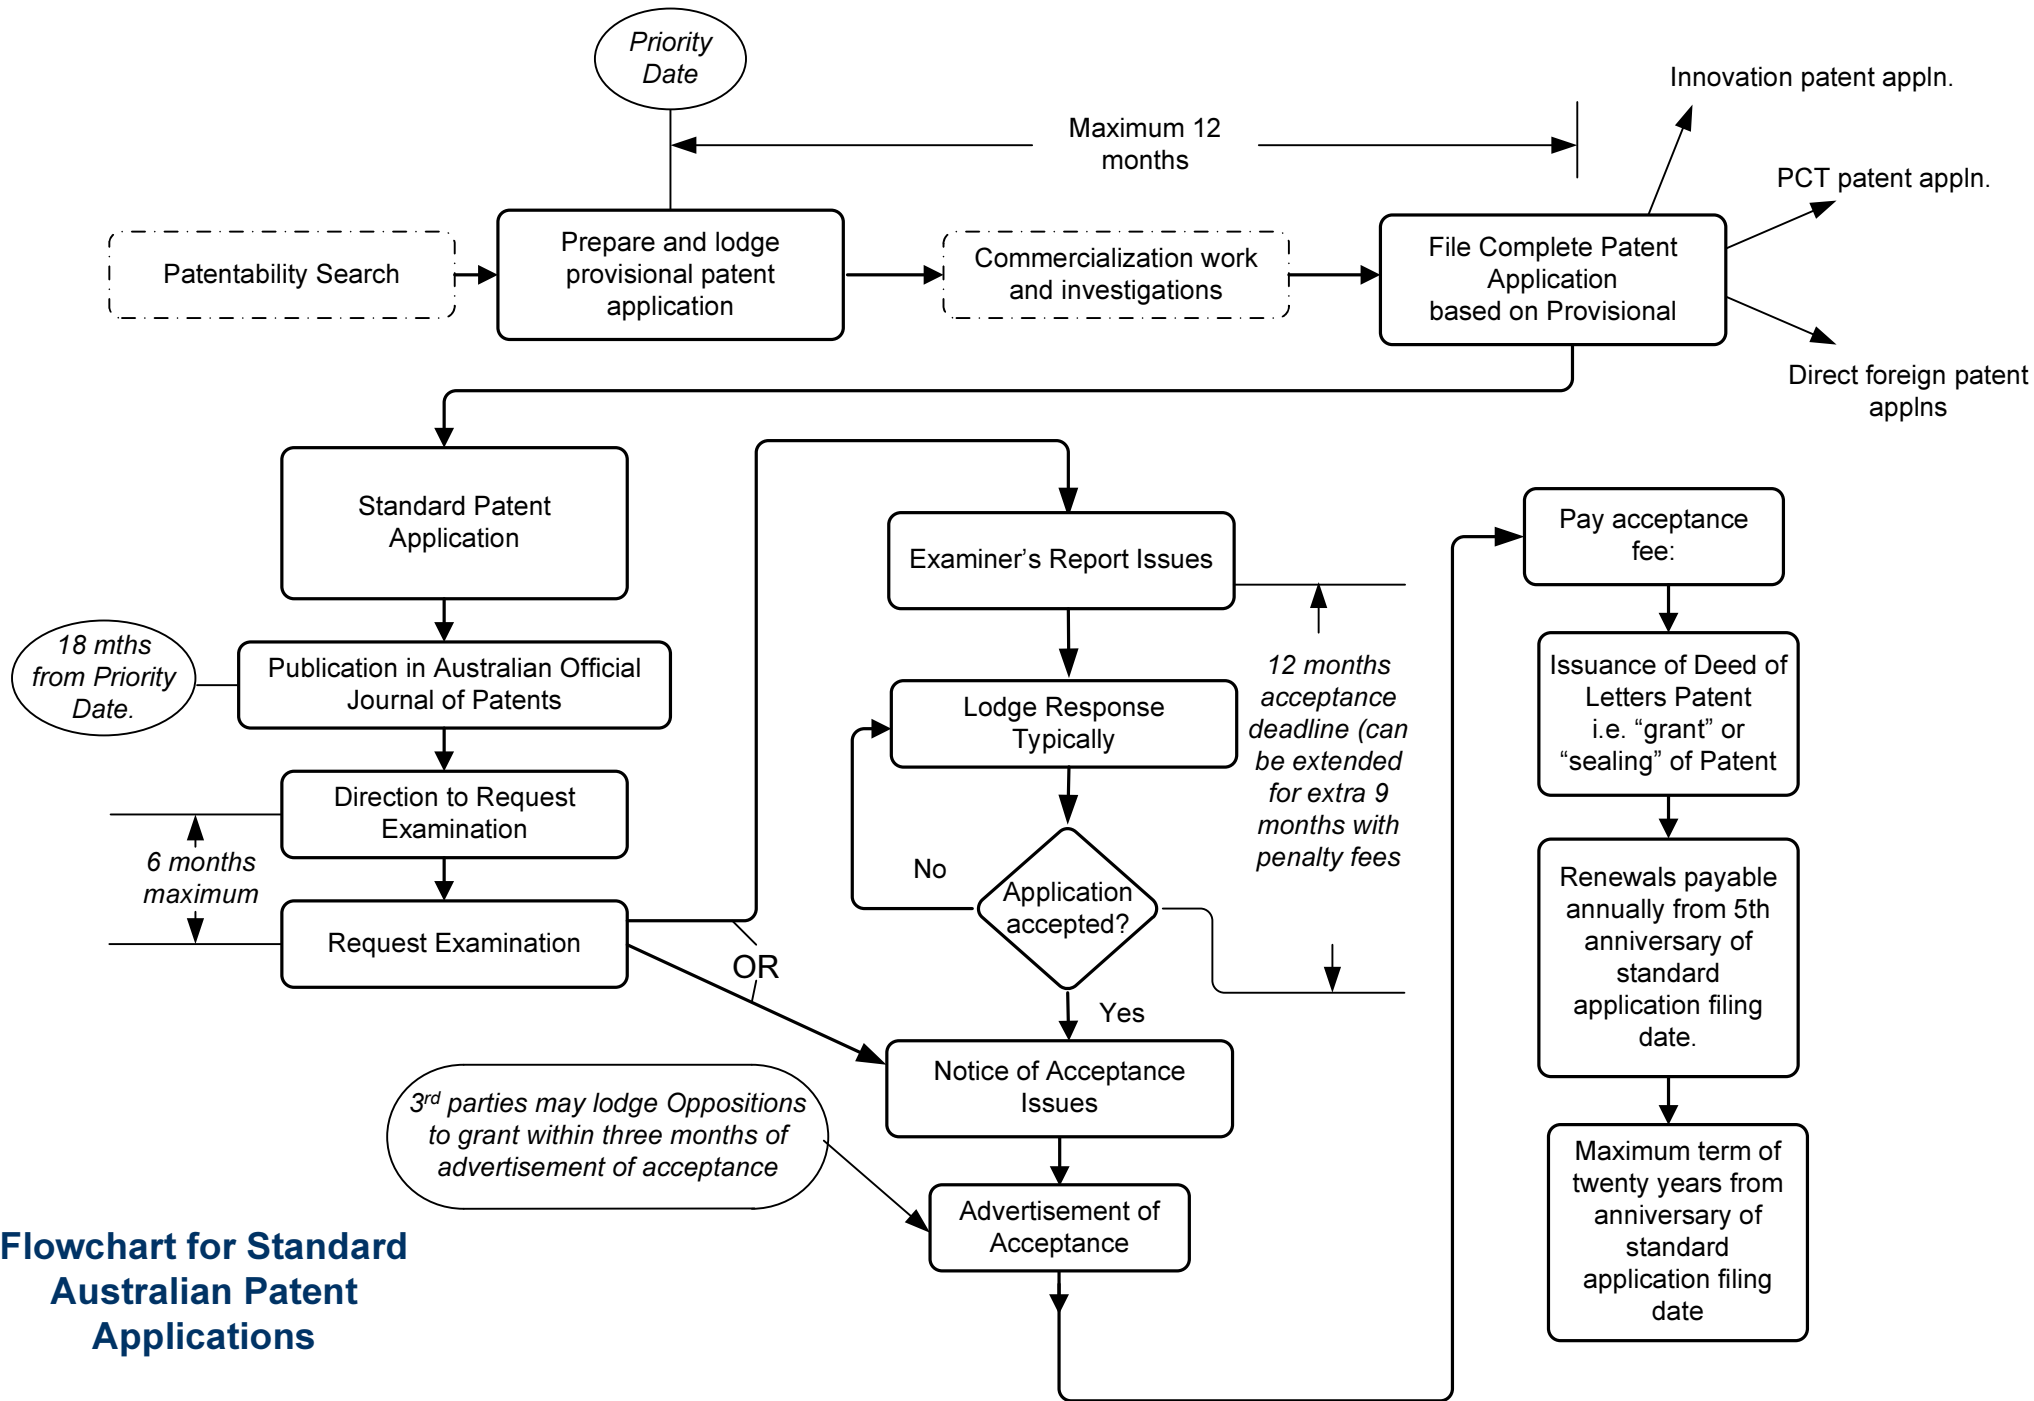 Priority
Date
Maximum 12
months
Innovation patent appln.
PCT patent appln.
Direct foreign patent
applns
Patentability Search
Prepare and lodge
provisional patent
application
Commercialization work
and investigations
File Complete Patent
Application
based on Provisional
Standard Patent
Application
18 mths
from Priority
Date.
Publication in Australian Official
Journal of Patents
Direction to Request
Examination
6 months
maximum
Request Examination
OR
Examiner’s Report Issues
Lodge Response
Typically
No
Application
accepted?
Yes
12 months
acceptance
deadline (can
be extended
for extra 9
months with
penalty fees
Notice of Acceptance
Issues
3rd parties may lodge Oppositions
to grant within three months of
advertisement of acceptance
Advertisement of
Acceptance
Pay acceptance
fee:
Issuance of Deed of
Letters Patent
i.e. “grant” or
“sealing” of Patent
Renewals payable
annually from 5th
anniversary of
standard
application filing
date.
Maximum term of
twenty years from
anniversary of
standard
application filing
date
Flowchart for Standard
Australian Patent
Applications